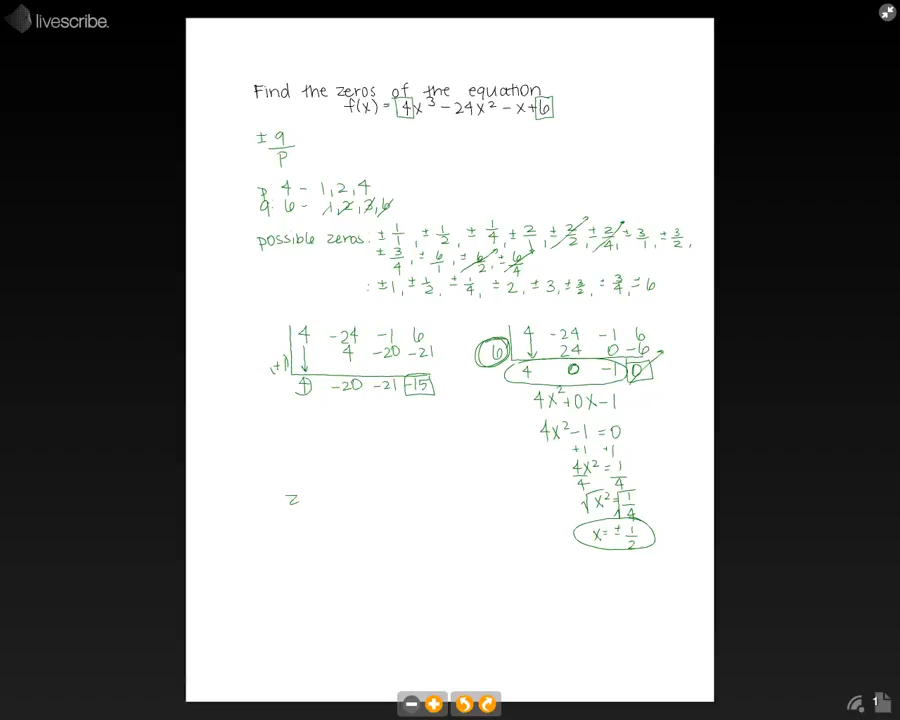 livescribe.
Find the zeros of the equation
f(x) = 4x³ - 24x² - x + 6
± q/p
p 4 - 1, 2, 4
q: 6 - 1, 2, 3, 6
possible zeros: ± 1/1, ± 1/2, ± 1/4, ± 2/1, ± 2/2, ± 2/4, ± 3/1, ± 3/2,
± 3/4, ± 6/1, ± 6/2, ± 6/4
: ± 1, ± 1/2, ± 1/4, ± 2, ± 3, ± 3/2, ± 3/4, ± 6
4 -24 -1 6
4 -20 -21
+1
4 -20 -21 -15
4 -24 -1 6
6 24 0 -6
4 0 -1 0
4x² + 0x - 1
4x² - 1 = 0
+1 +1
4x² = 1
4 4
√x² = √1/4
x = ± 1/2
z
1